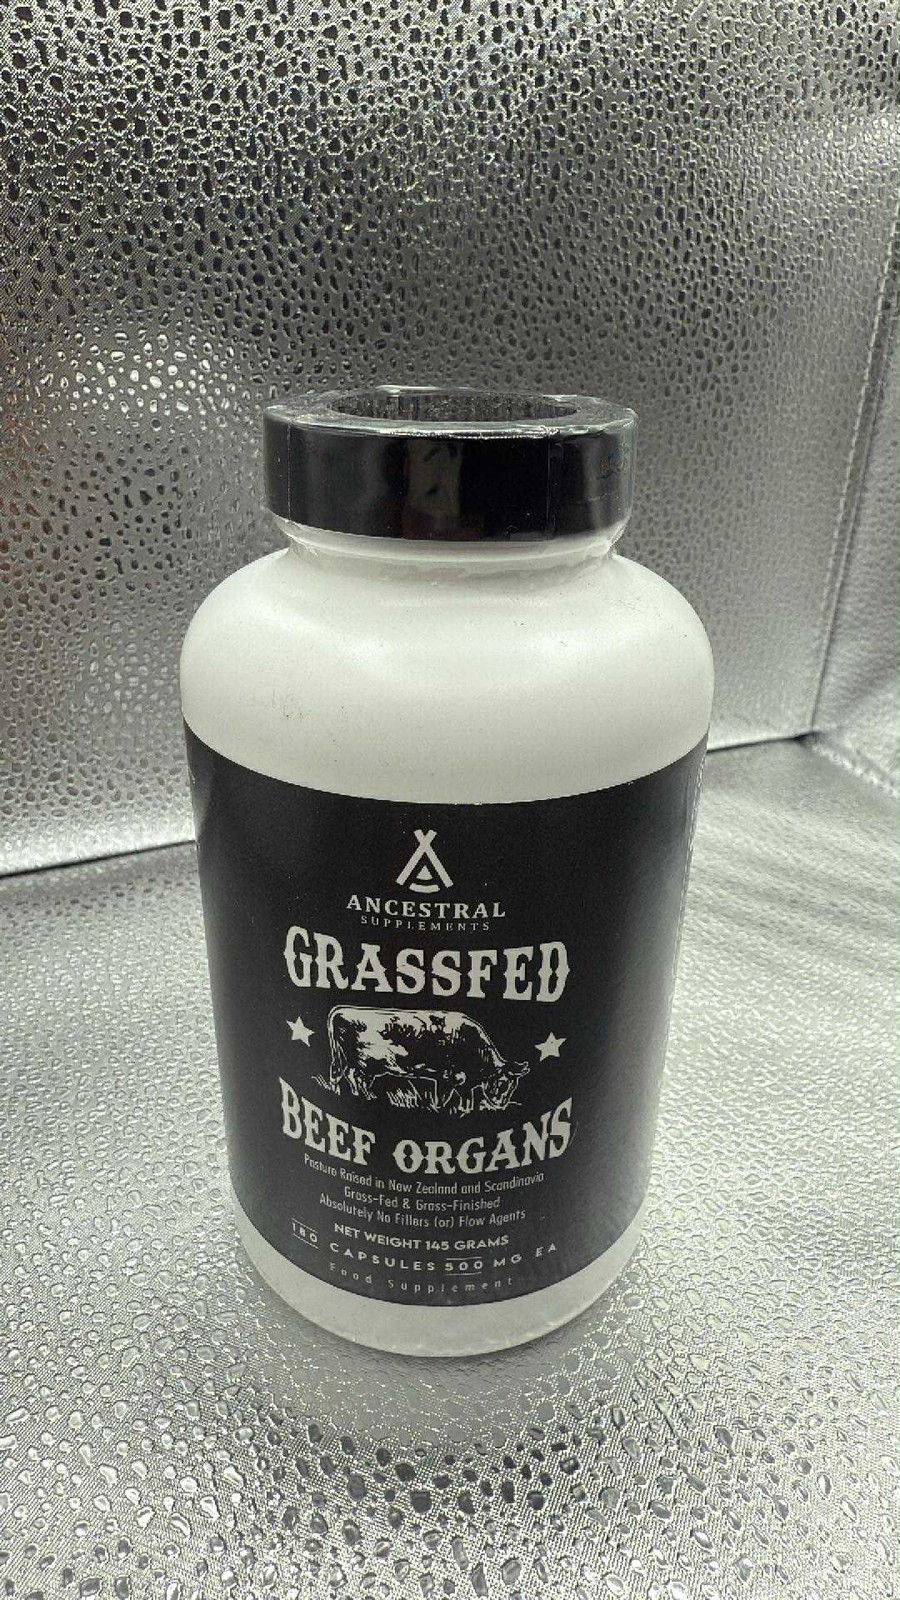 ANCESTRAL
SUPPLEMENTS
GRASSFED
BEEF ORGANS
Pasture Raised in New Zealand and Scandinavia
Grass-Fed & Grass-Finished
Absolutely No Fillers (or) Flow Agents
NET WEIGHT 145 GRAMS
180 CAPSULES 500 MG EA
Food Supplement